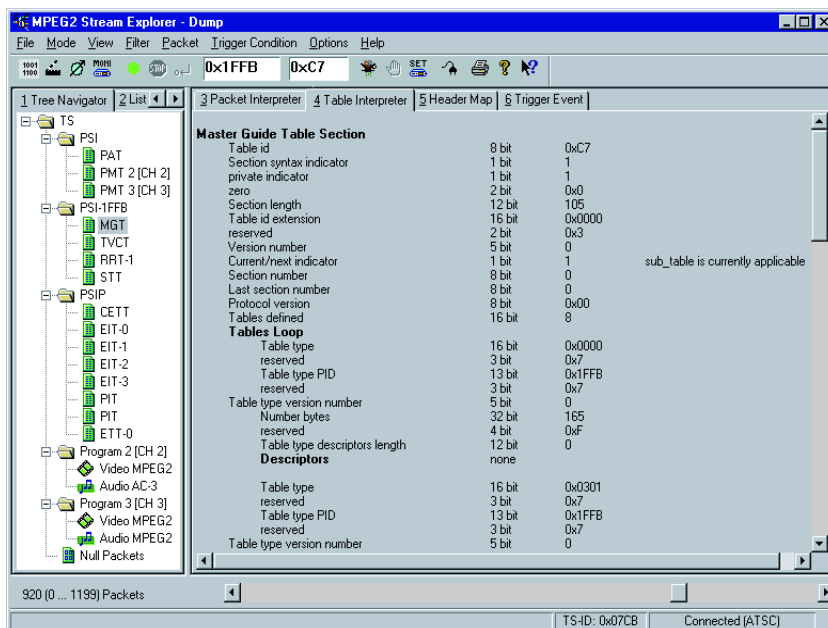 MPEG2 Stream Explorer - Dump
File Mode View Filter Packet Trigger Condition Options Help
1001 1100 MONI STOP 0x1FFB 0xC7 SET
1 Tree Navigator 2 List
3 Packet Interpreter 4 Table Interpreter 5 Header Map 6 Trigger Event
TS
PSI
PAT
PMT 2 [CH 2]
PMT 3 [CH 3]
PSI-1FFB
MGT
TVCT
RRT-1
STT
PSIP
CETT
EIT-0
EIT-1
EIT-2
EIT-3
PIT
PIT
ETT-0
Program 2 [CH 2]
Video MPEG2
Audio AC-3
Program 3 [CH 3]
Video MPEG2
Audio MPEG2
Null Packets
Master Guide Table Section
Table id 8 bit 0xC7
Section syntax indicator 1 bit 1
private indicator 1 bit 1
zero 2 bit 0x0
Section length 12 bit 105
Table id extension 16 bit 0x0000
reserved 2 bit 0x3
Version number 5 bit 0
Current/next indicator 1 bit 1 sub_table is currently applicable
Section number 8 bit 0
Last section number 8 bit 0
Protocol version 8 bit 0x00
Tables defined 16 bit 8
Tables Loop
Table type 16 bit 0x0000
reserved 3 bit 0x7
Table type PID 13 bit 0x1FFB
reserved 3 bit 0x7
Table type version number 5 bit 0
Number bytes 32 bit 165
reserved 4 bit 0xF
Table type descriptors length 12 bit 0
Descriptors none
Table type 16 bit 0x0301
reserved 3 bit 0x7
Table type PID 13 bit 0x1FFB
reserved 3 bit 0x7
Table type version number 5 bit 0
920 (0 ... 1199) Packets
TS-ID: 0x07CB Connected (ATSC)